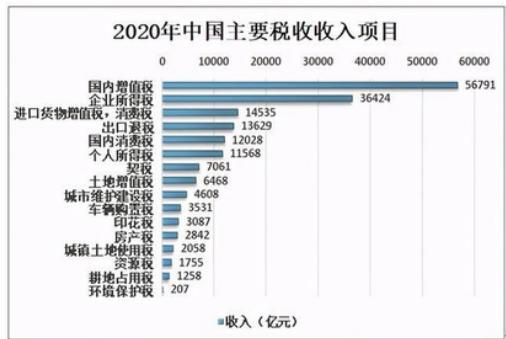 2020年中国主要税收收入项目
0 10000 20000 30000 40000 50000 60000
国内增值税 56791
企业所得税 36424
进口货物增值税，消费税 14535
出口退税 13629
国内消费税 12028
个人所得税 11568
契税 7061
土地增值税 6468
城市维护建设税 4608
车辆购置税 3531
印花税 3087
房产税 2842
城镇土地使用税 2058
资源税 1755
耕地占用税 1258
环境保护税 207
收入（亿元）